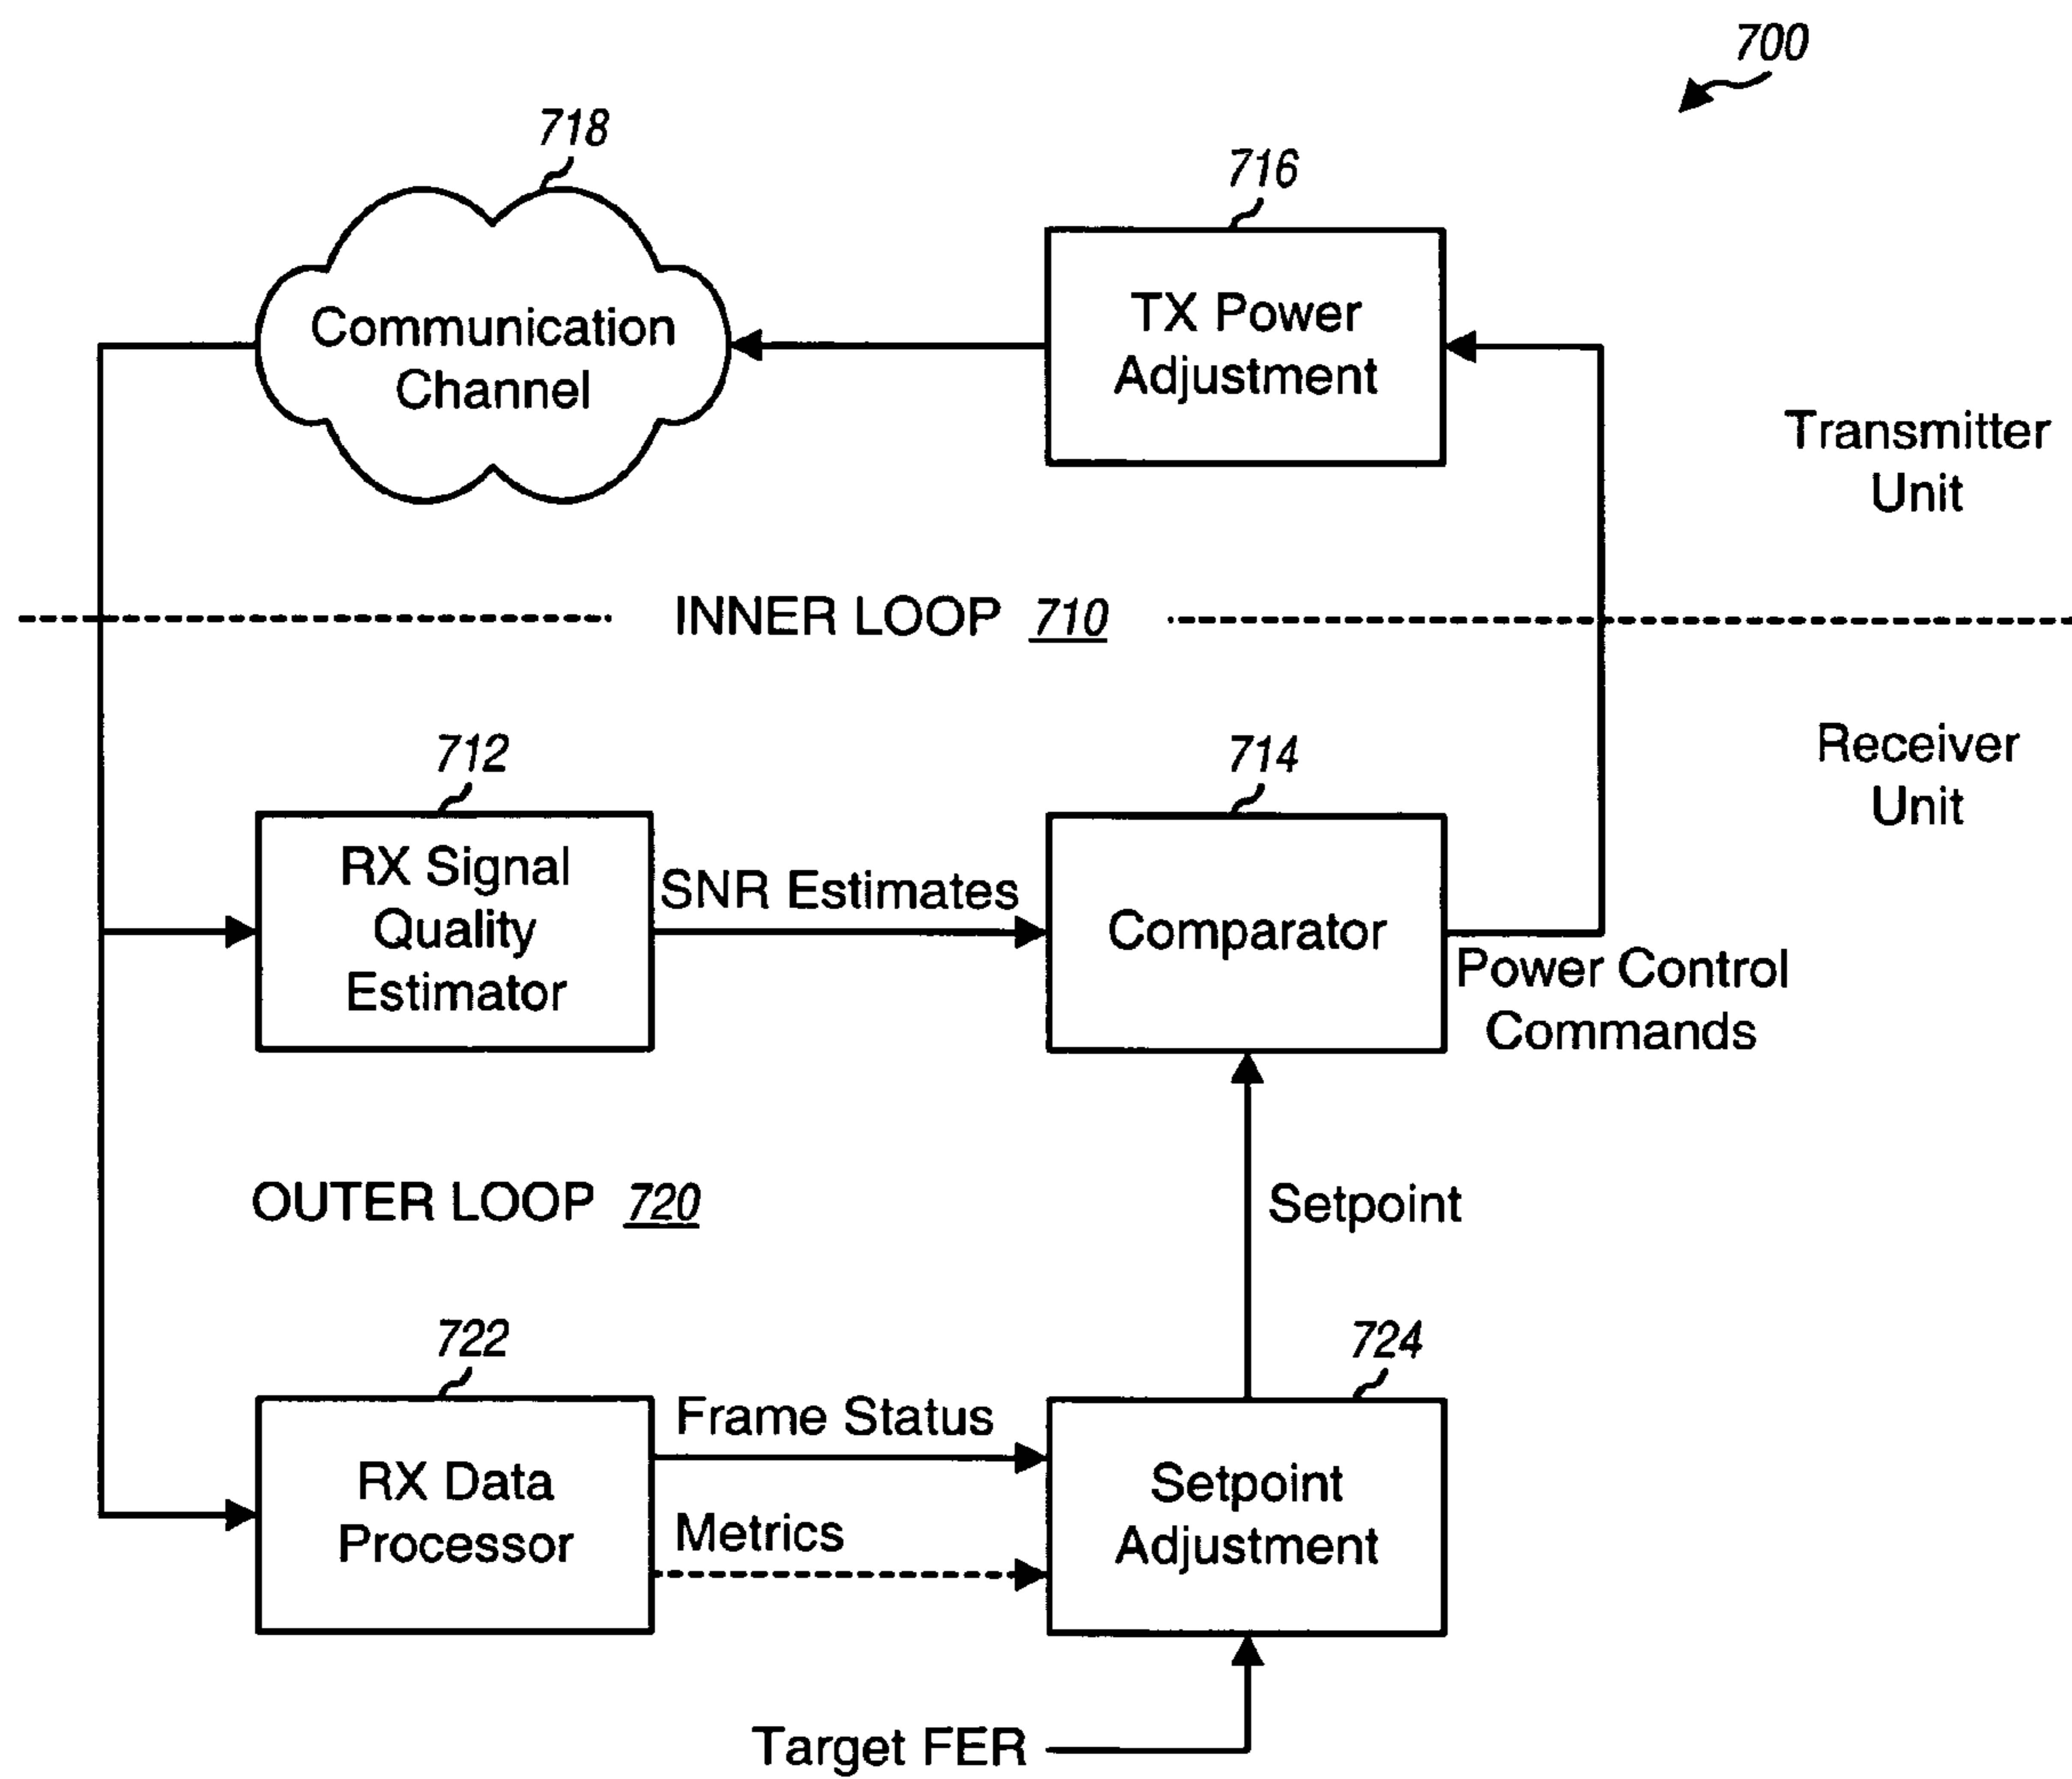 700
718
716
Communication
Channel
TX Power
Adjustment
Transmitter
Unit
INNER LOOP 710
Receiver
Unit
712
714
RX Signal
Quality
Estimator
SNR Estimates
Comparator
Power Control
Commands
OUTER LOOP 720
Setpoint
722
724
RX Data
Processor
Frame Status
Metrics
Setpoint
Adjustment
Target FER